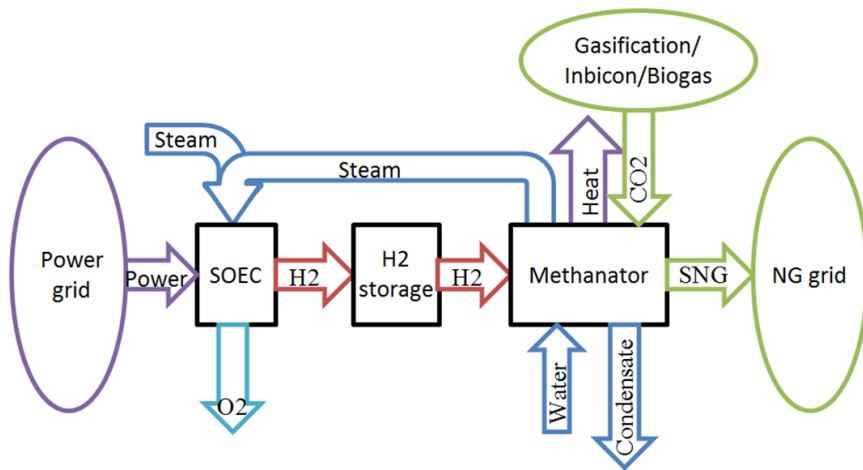 Gasification/
Inbicon/Biogas
Steam
Steam
Heat
CO2
Power
grid
Power
SOEC
H2
H2
storage
H2
Methanator
SNG
NG grid
O2
Water
Condensate